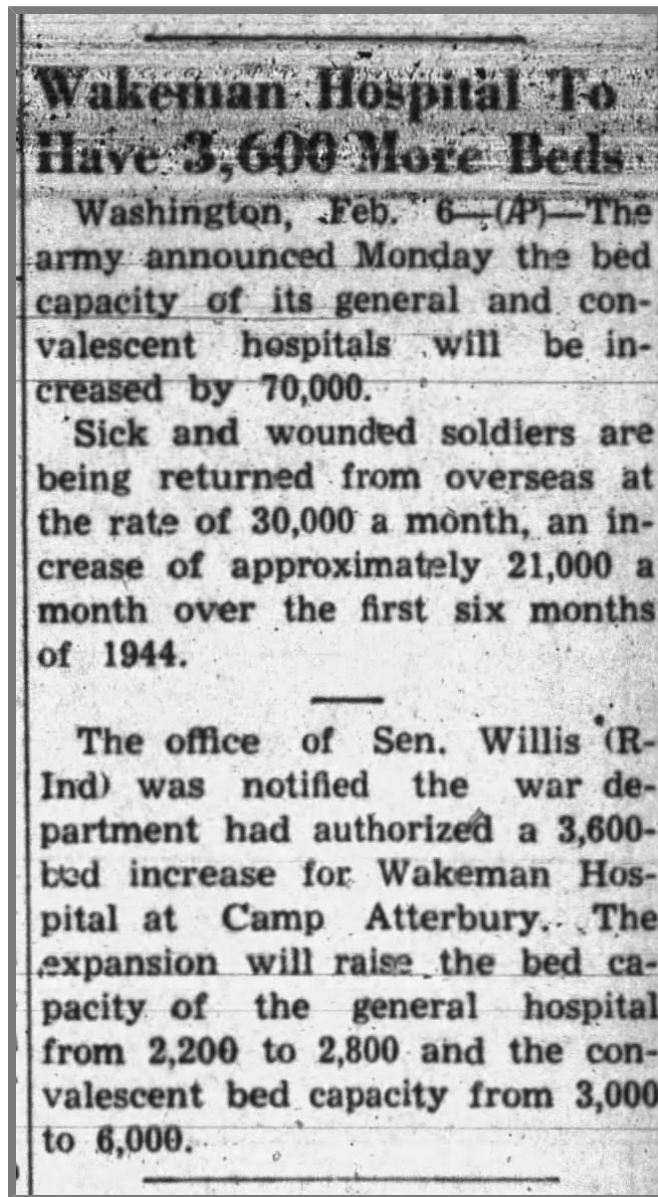 Wakeman Hospital To
Have 3,600 More Beds
Washington, Feb. 6—(AP)—The
army announced Monday the bed
capacity of its general and con-
valescent hospitals will be in-
creased by 70,000.
Sick and wounded soldiers are
being returned from overseas at
the rate of 30,000 a month, an in-
crease of approximately 21,000 a
month over the first six months
of 1944.
The office of Sen. Willis (R-
Ind) was notified the war de-
partment had authorized a 3,600-
bed increase for Wakeman Hos-
pital at Camp Atterbury. The
expansion will raise the bed ca-
pacity of the general hospital
from 2,200 to 2,800 and the con-
valescent bed capacity from 3,000
to 6,000.